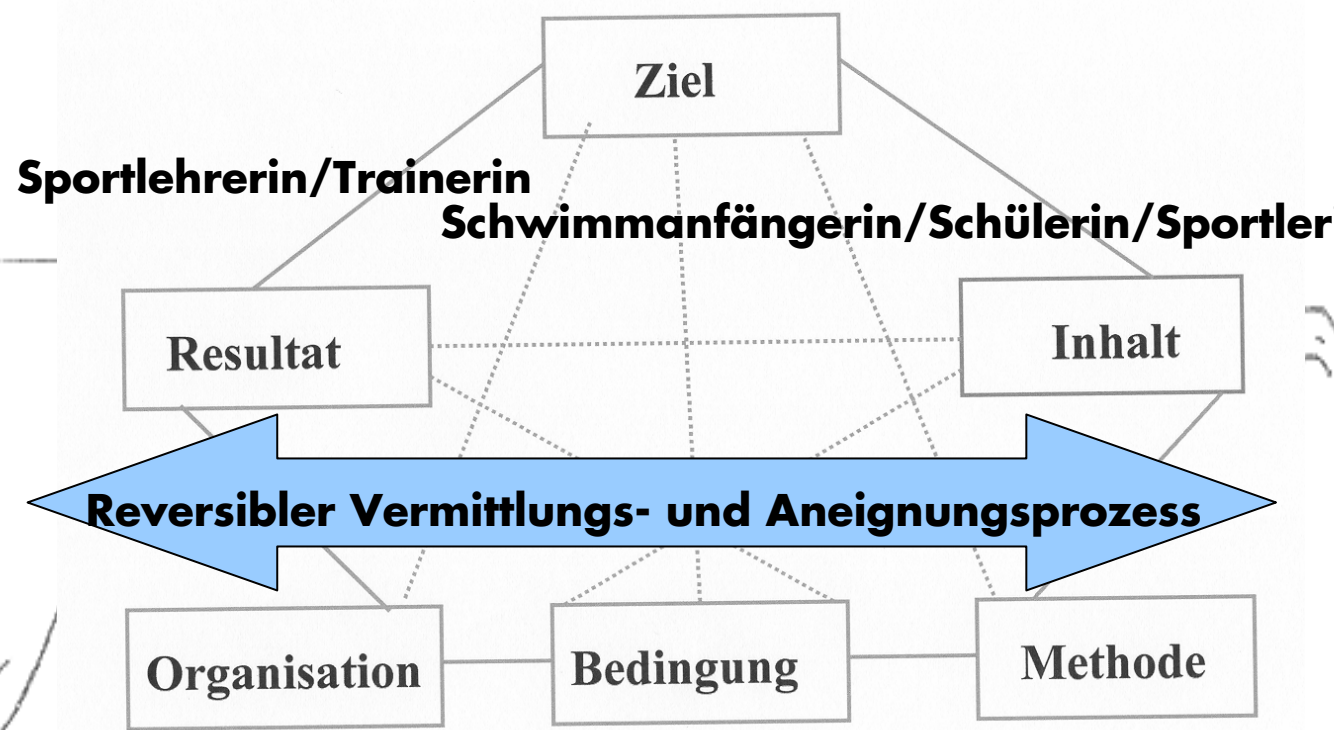 Ziel
Sportlehrerin/Trainerin
Schwimmanfängerin/Schülerin/Sportler
Resultat
Inhalt
Reversibler Vermittlungs- und Aneignungsprozess
Organisation
Bedingung
Methode